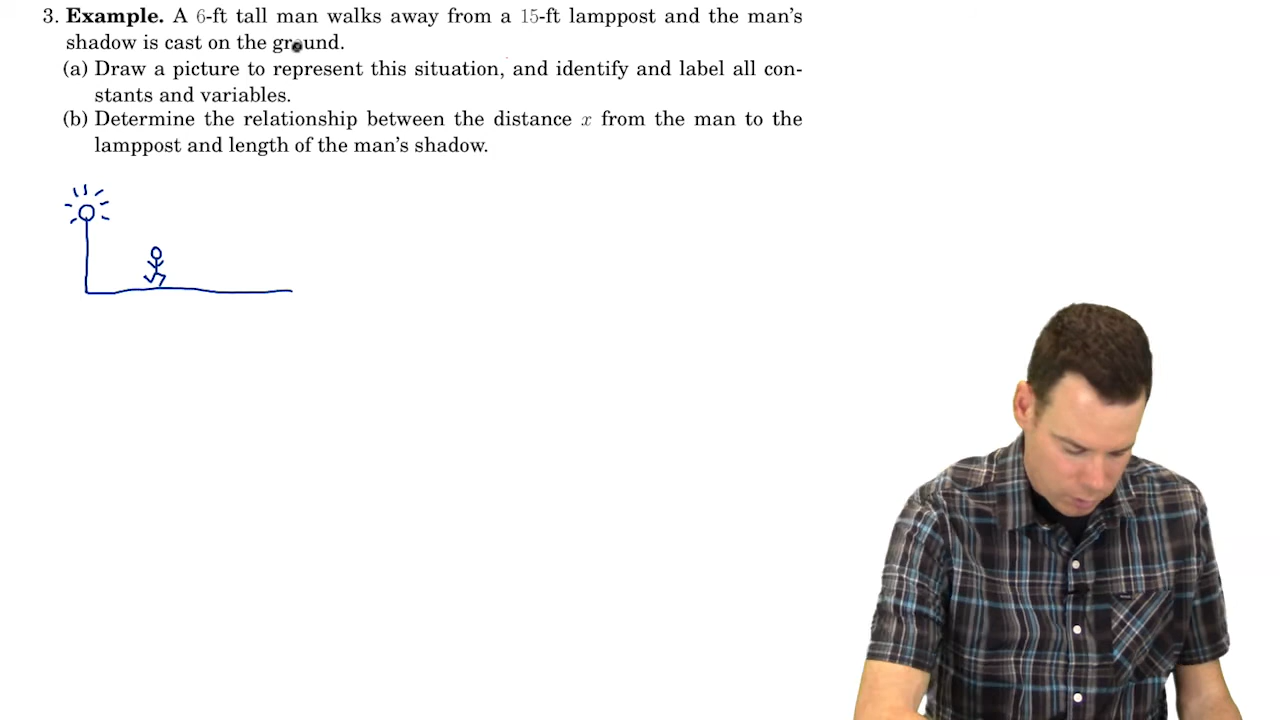 3. Example. A 6-ft tall man walks away from a 15-ft lamppost and the man's
shadow is cast on the ground.
(a) Draw a picture to represent this situation, and identify and label all con-
stants and variables.
(b) Determine the relationship between the distance x from the man to the
lamppost and length of the man's shadow.